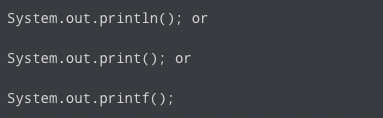 System.out.println(); or
System.out.print(); or
System.out.printf();